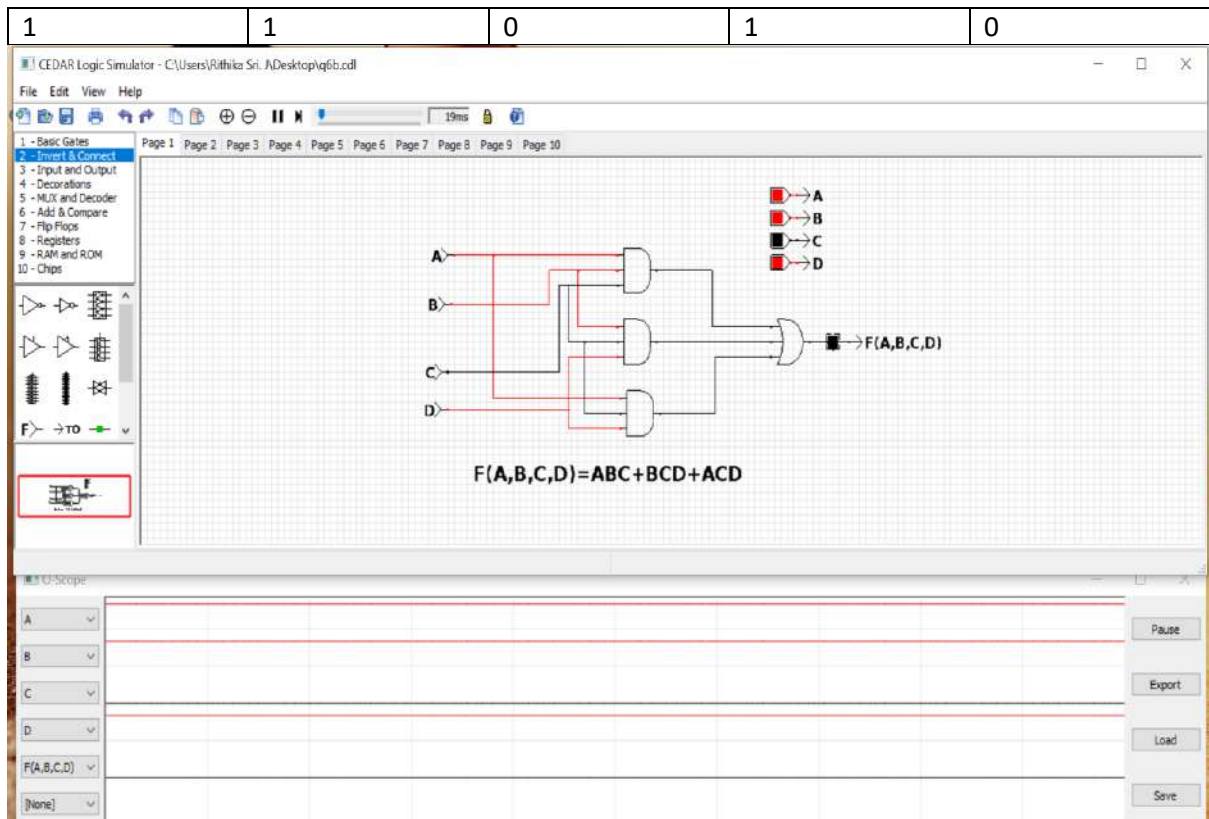 1 1 0 1 0
CEDAR Logic Simulator - C:\Users\Rithika Sri. J\Desktop\q6b.cdl
File Edit View Help
19ms
1 - Basic Gates
2 - Invert & Connect
3 - Input and Output
4 - Decorations
5 - MUX and Decoder
6 - Add & Compare
7 - Flip Flops
8 - Registers
9 - RAM and ROM
10 - Chips
Page 1 Page 2 Page 3 Page 4 Page 5 Page 6 Page 7 Page 8 Page 9 Page 10
A
B
C
D
A
B
C
D
F(A,B,C,D)
F(A,B,C,D)=ABC+BCD+ACD
F TO
O-Scope
A
B
C
D
F(A,B,C,D)
[None]
Pause
Export
Load
Save